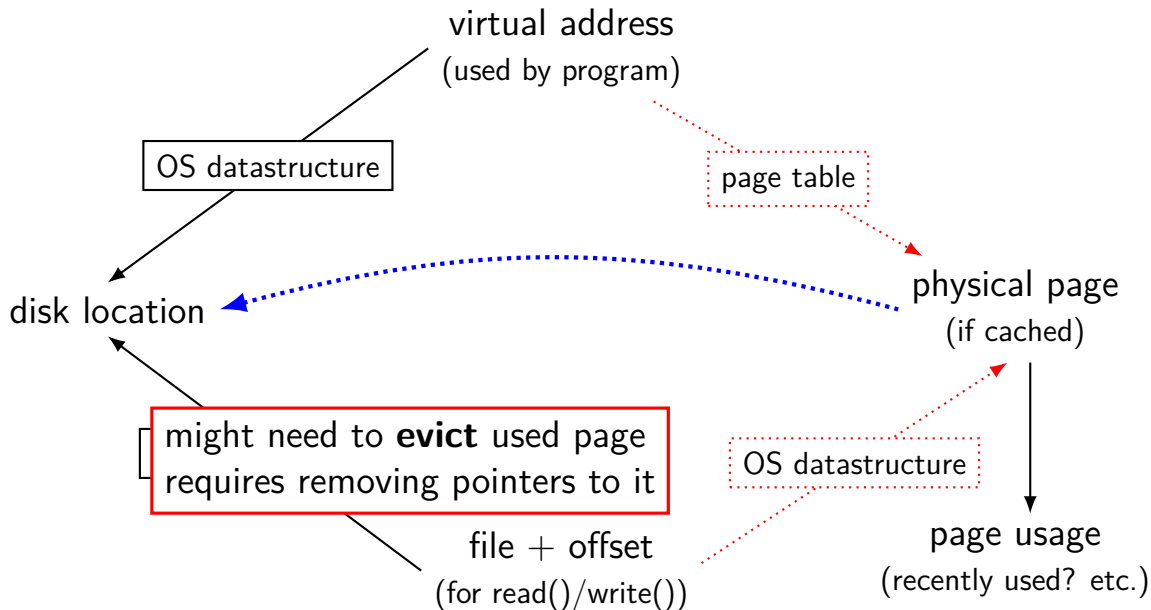 virtual address
(used by program)
OS datastructure
page table
physical page
(if cached)
disk location
might need to evict used page
requires removing pointers to it
OS datastructure
file + offset
(for read()/write())
page usage
(recently used? etc.)